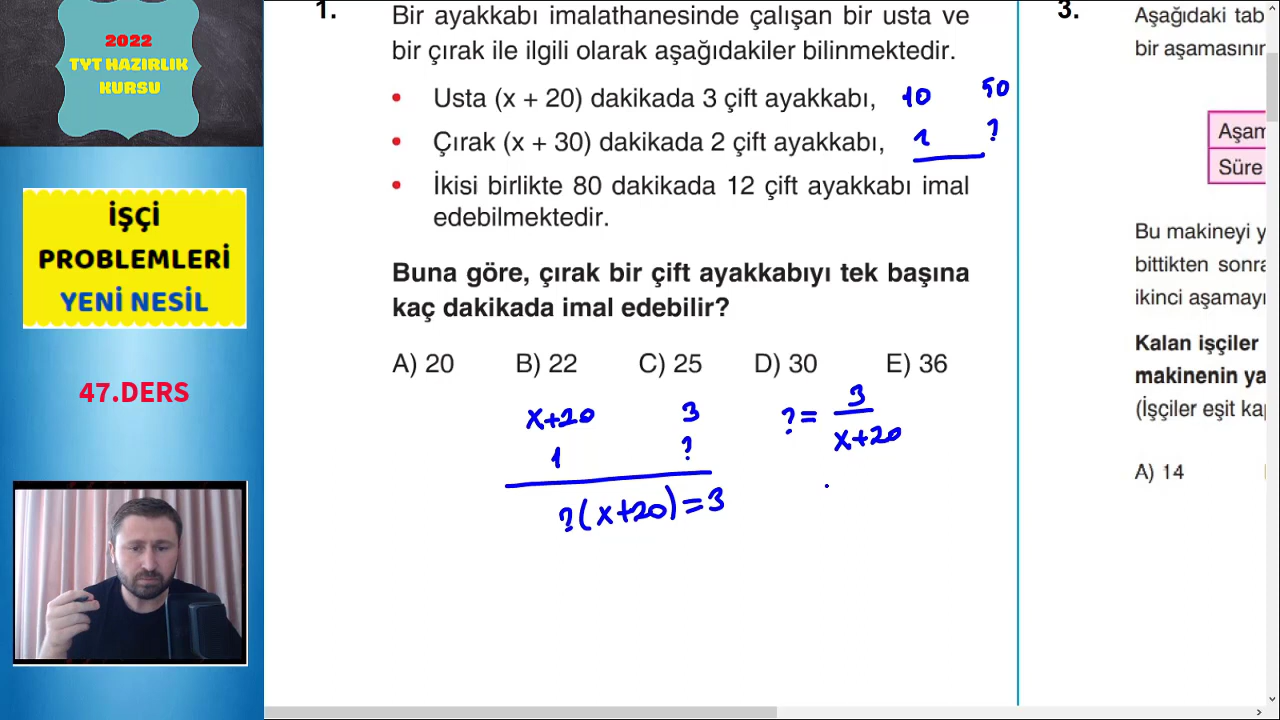 2022
TYT HAZIRLIK
KURSU
İŞÇİ
PROBLEMLERİ
YENİ NESİL
47.DERS
1.
Bir ayakkabı imalathanesinde çalışan bir usta ve
bir çırak ile ilgili olarak aşağıdakiler bilinmektedir.
• Usta (x + 20) dakikada 3 çift ayakkabı,
10 50
• Çırak (x + 30) dakikada 2 çift ayakkabı,
1 ?
• İkisi birlikte 80 dakikada 12 çift ayakkabı imal
edebilmektedir.
Buna göre, çırak bir çift ayakkabıyı tek başına
kaç dakikada imal edebilir?
A) 20 B) 22 C) 25 D) 30 E) 36
x+20 3
1 ?
?(x+20)=3
?= 3/x+20
3.
Aşağıdaki tab
bir aşamasınır
Aşam
Süre
Bu makineyi y
bittikten sonra
ikinci aşamay
Kalan işçiler
makinenin ya
(İşçiler eşit kap
A) 14